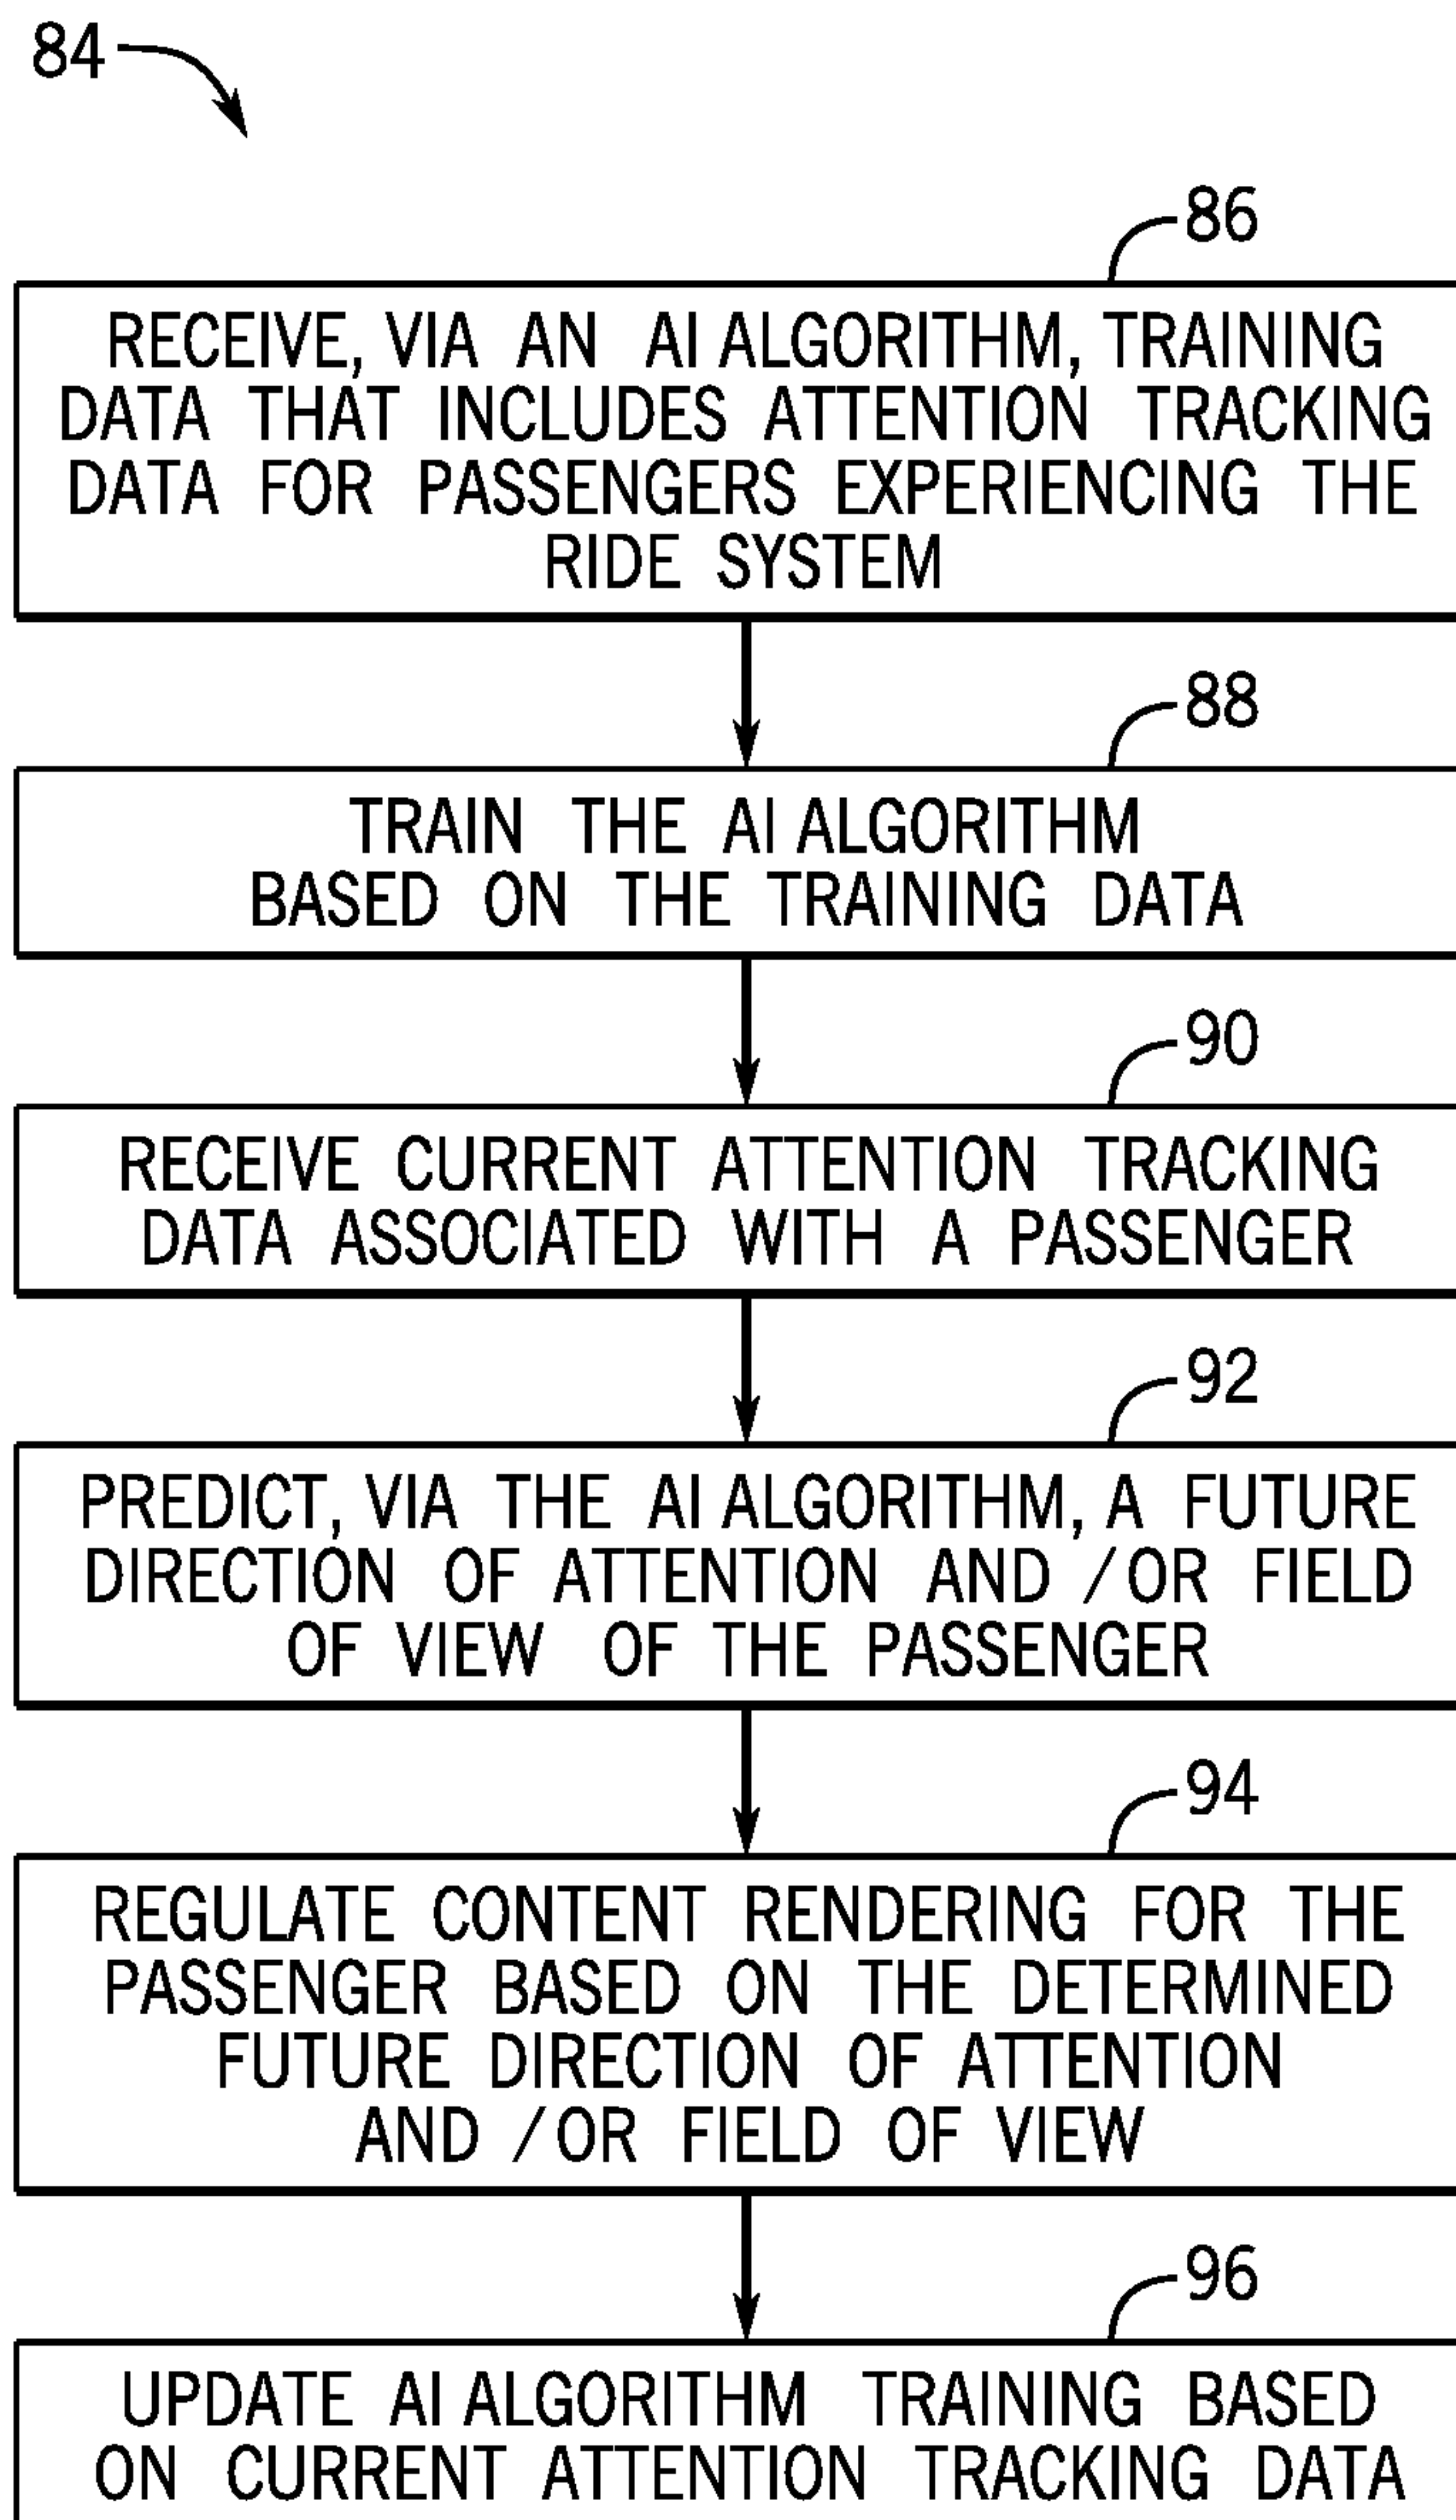 84
86
RECEIVE, VIA AN AI ALGORITHM, TRAINING
DATA THAT INCLUDES ATTENTION TRACKING
DATA FOR PASSENGERS EXPERIENCING THE
RIDE SYSTEM
88
TRAIN THE AI ALGORITHM
BASED ON THE TRAINING DATA
90
RECEIVE CURRENT ATTENTION TRACKING
DATA ASSOCIATED WITH A PASSENGER
92
PREDICT, VIA THE AI ALGORITHM, A FUTURE
DIRECTION OF ATTENTION AND /OR FIELD
OF VIEW OF THE PASSENGER
94
REGULATE CONTENT RENDERING FOR THE
PASSENGER BASED ON THE DETERMINED
FUTURE DIRECTION OF ATTENTION
AND /OR FIELD OF VIEW
96
UPDATE AI ALGORITHM TRAINING BASED
ON CURRENT ATTENTION TRACKING DATA